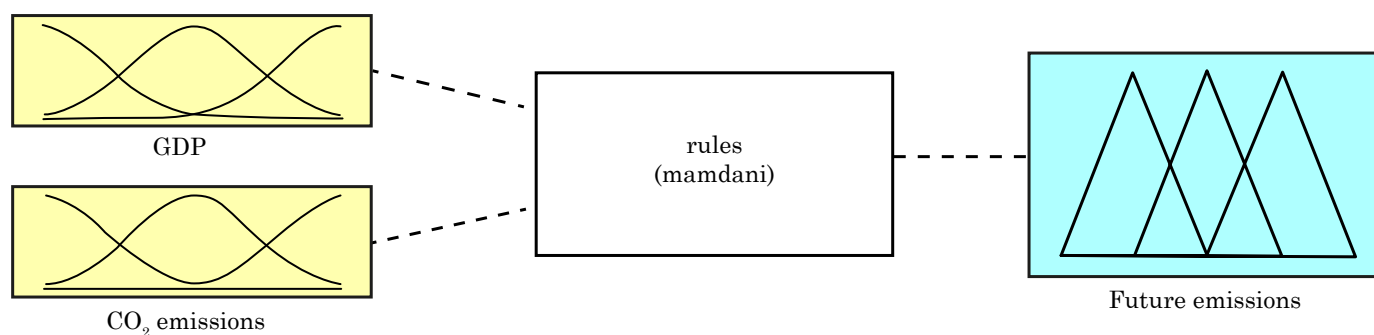 GDP
rules
(mamdani)
CO₂ emissions
Future emissions